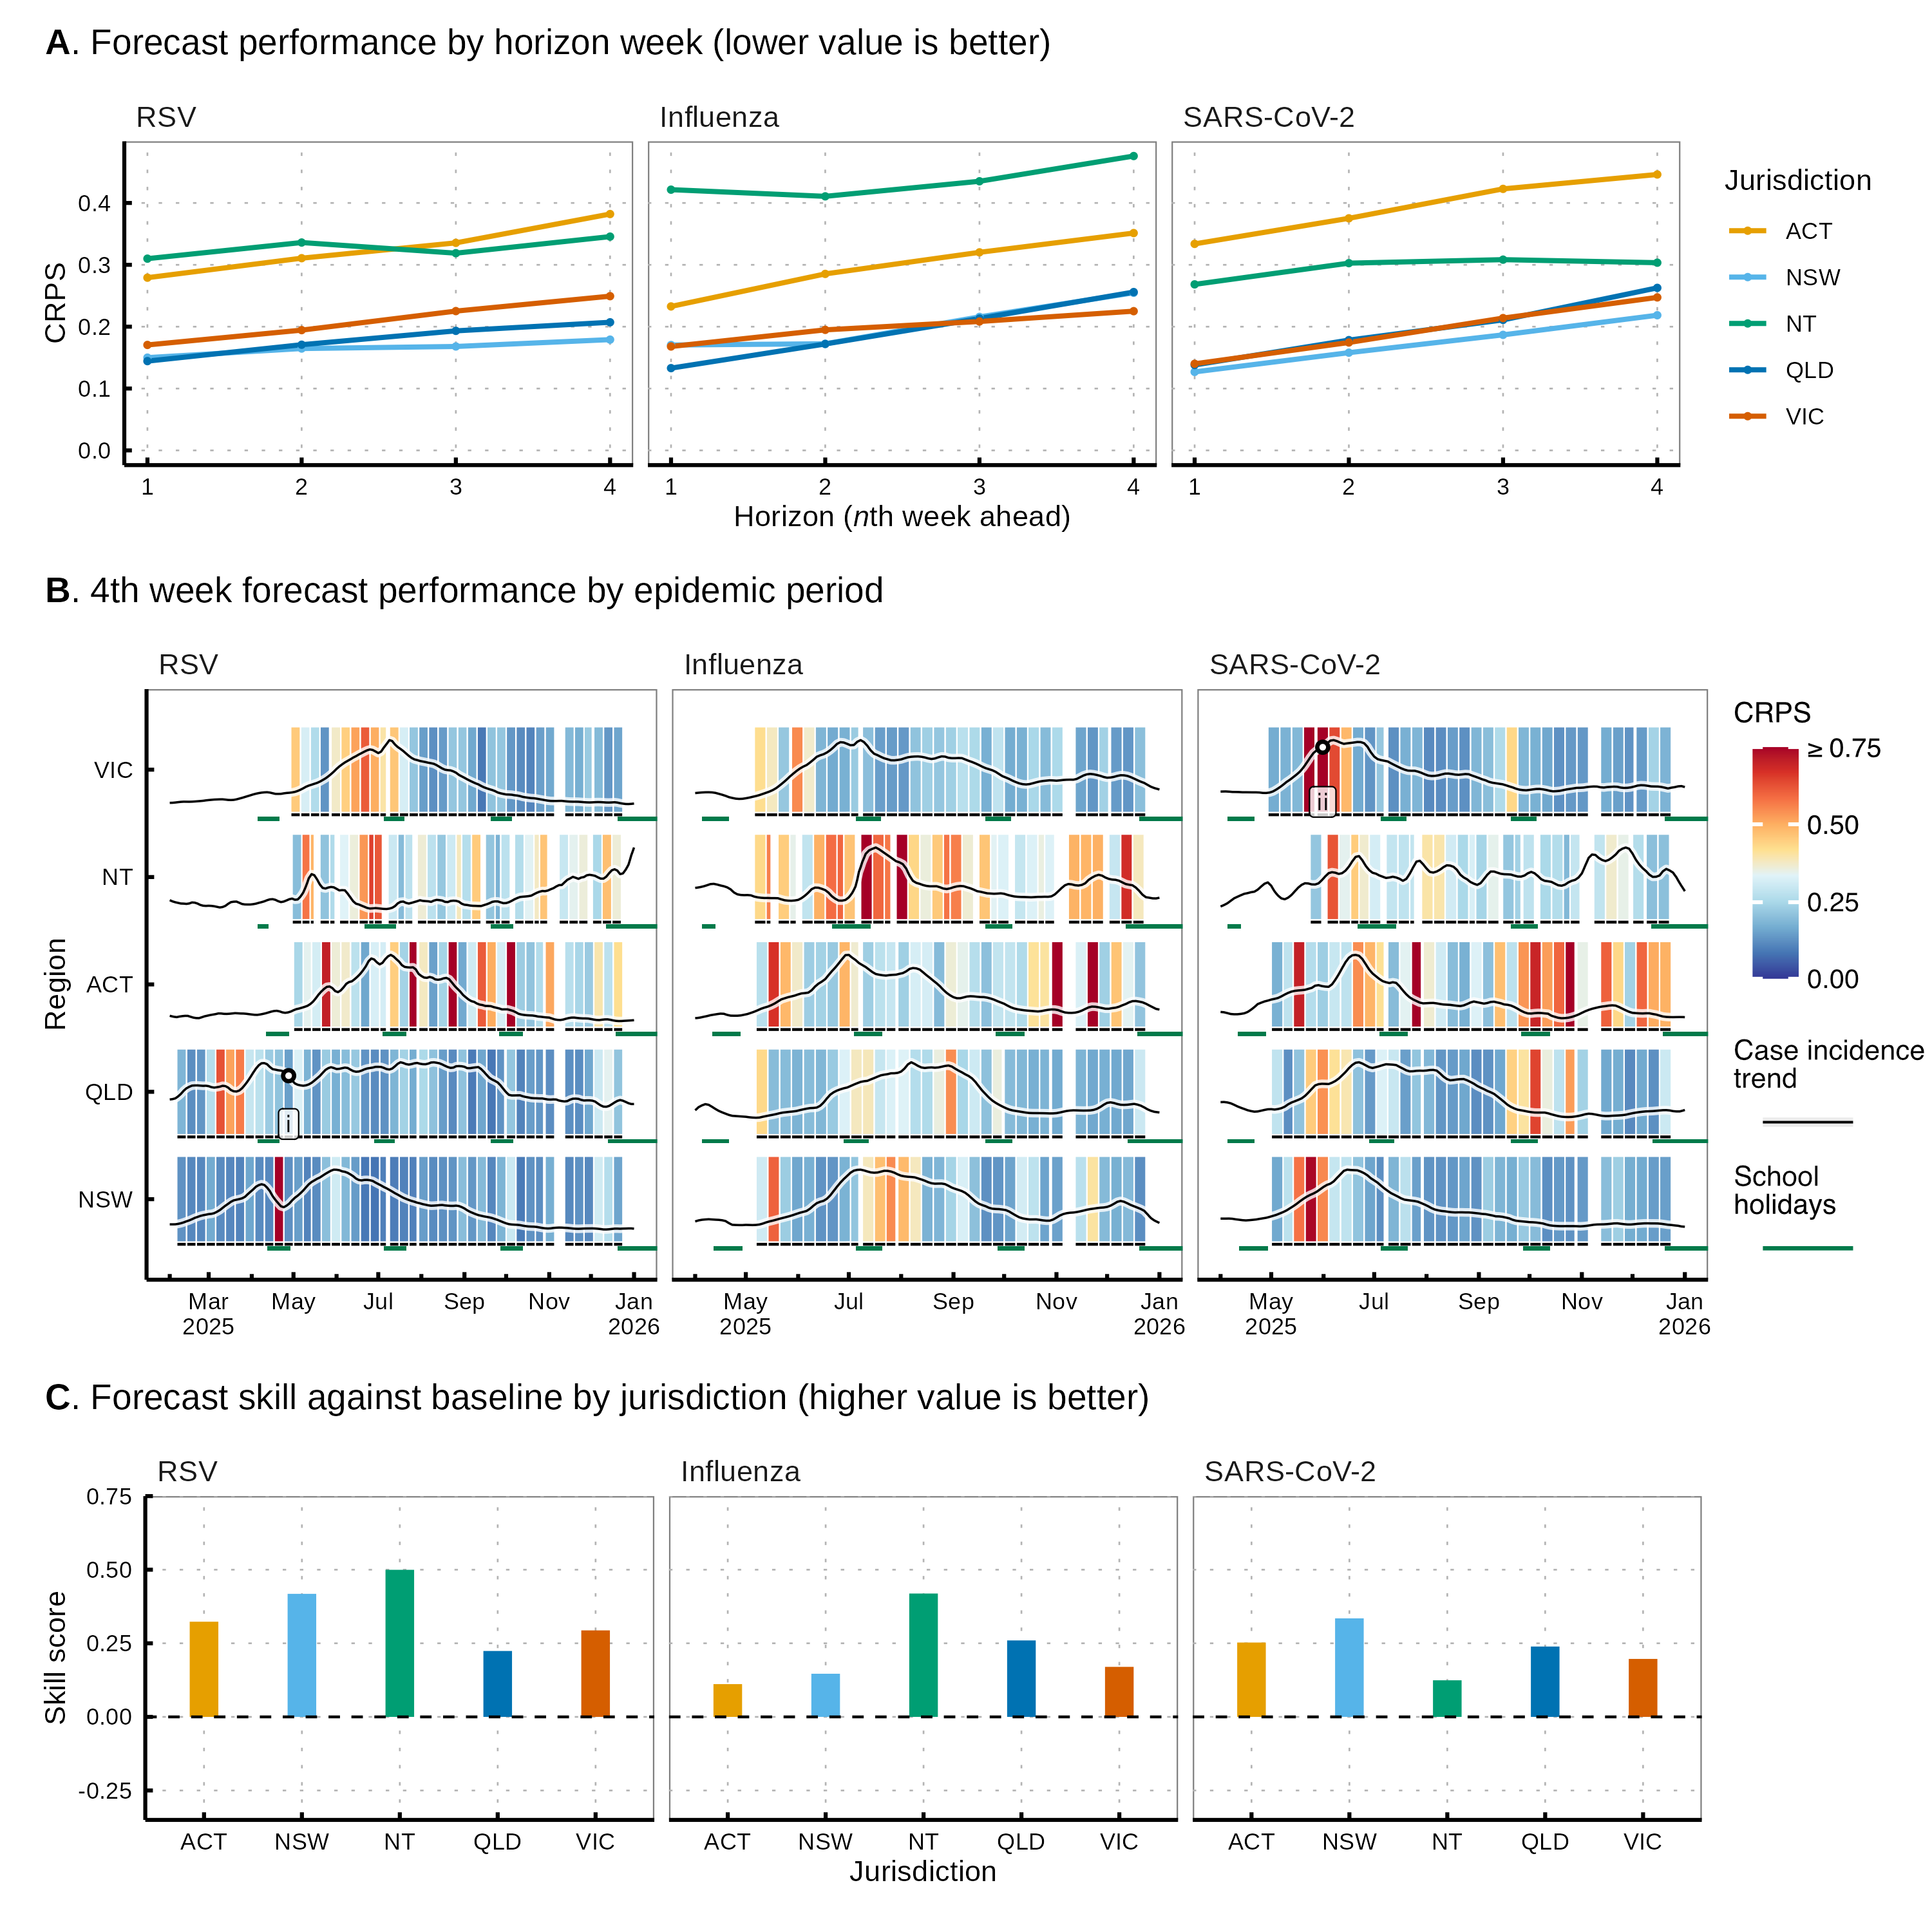 A. Forecast performance by horizon week (lower value is better)
RSV
Influenza
SARS-CoV-2
CRPS
0.4
0.3
0.2
0.1
0.0
1 2 3 4
1 2 3 4
1 2 3 4
Horizon (nth week ahead)
Jurisdiction
ACT
NSW
NT
QLD
VIC
B. 4th week forecast performance by epidemic period
RSV
Influenza
SARS-CoV-2
Region
VIC
NT
ACT
QLD
NSW
ii
i
Mar May Jul Sep Nov Jan
2025 2026
May Jul Sep Nov Jan
2025 2026
May Jul Sep Nov Jan
2025 2026
CRPS
≥ 0.75
0.50
0.25
0.00
Case incidence
trend
School
holidays
C. Forecast skill against baseline by jurisdiction (higher value is better)
RSV
Influenza
SARS-CoV-2
Skill score
0.75
0.50
0.25
0.00
-0.25
ACT NSW NT QLD VIC
ACT NSW NT QLD VIC
ACT NSW NT QLD VIC
Jurisdiction